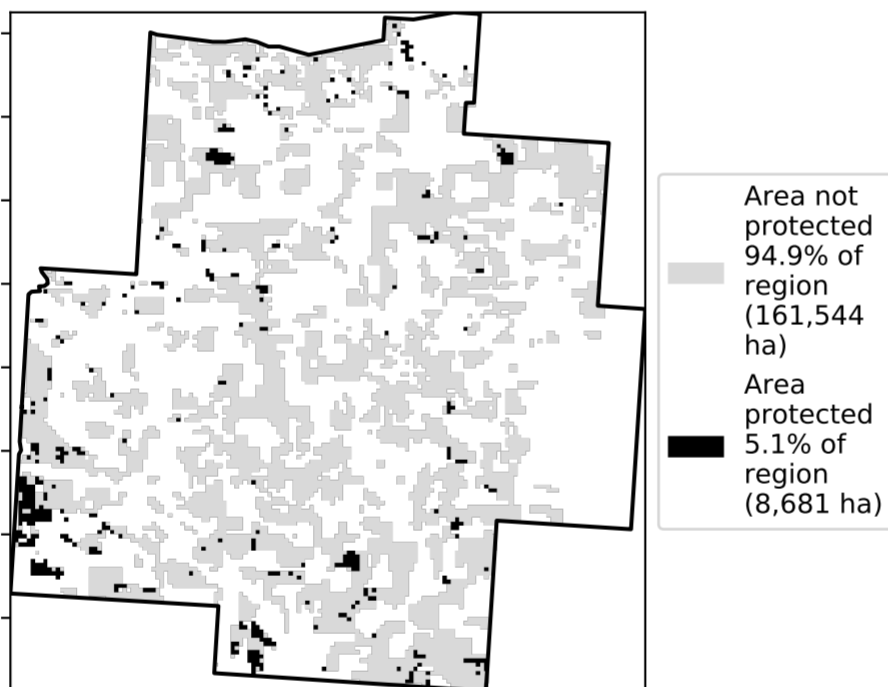 Area not
protected
94.9% of
region
(161,544
ha)
Area
protected
5.1% of
region
(8,681 ha)